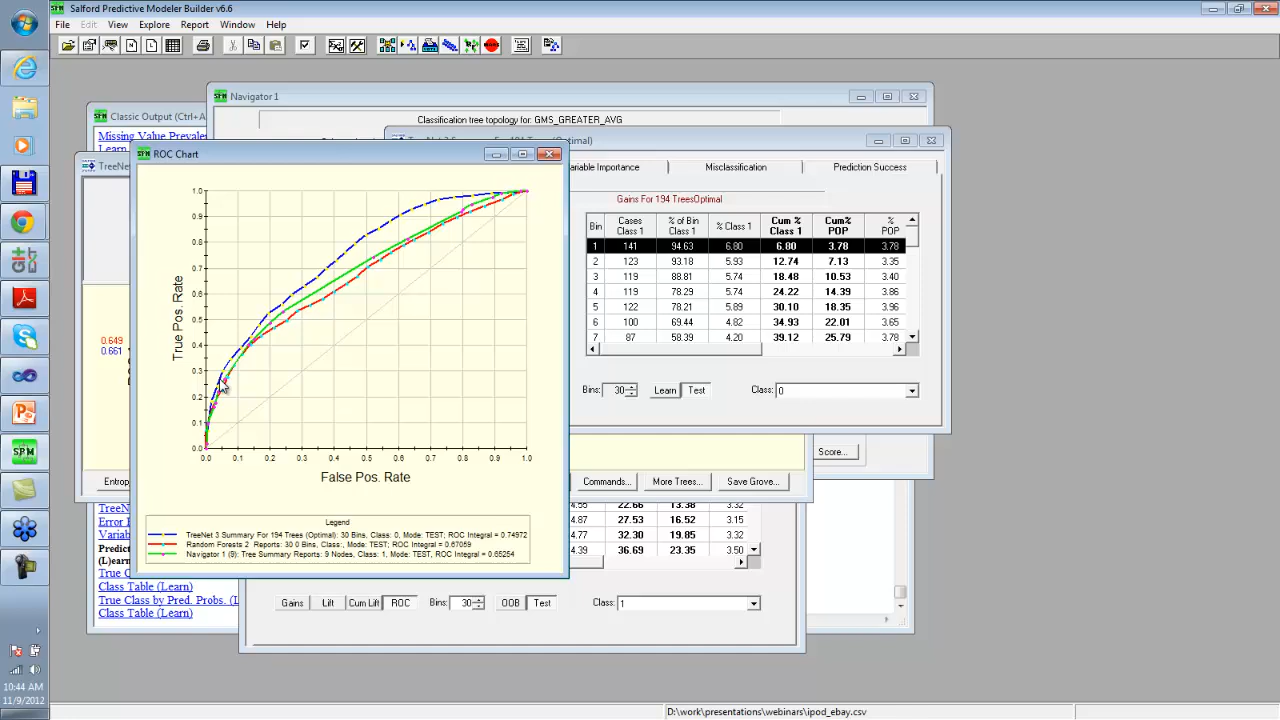 Salford Predictive Modeler Builder v6.6
File Edit View Explore Report Window Help
Navigator 1
Classification tree topology for: GMS_GREATER_AVG
Classic Output (Ctrl+A
Missing Value Prevale
Learn
TreeNet
ROC Chart
1.0
0.9
0.8
0.7
0.6
0.5
0.4
0.3
0.2
0.1
0.0
True Pos. Rate
0.0 0.1 0.2 0.3 0.4 0.5 0.6 0.7 0.8 0.9 1.0
False Pos. Rate
Legend
TreeNet 3 Summary For 194 Trees (Optimal): 30 Bins, Class: 0, Mode: TEST; ROC Integral = 0.74972
Random Forests 2 Reports: 30 0 Bins, Class:, Mode: TEST; ROC Integral = 0.67059
Navigator 1 (9): Tree Summary Reports: 9 Nodes, Class: 1, Mode: TEST; ROC Integral = 0.65254
0.649
0.661
Entrop
TreeNet 3 Summary For 194 Trees (Optimal)
Variable Importance Misclassification Prediction Success
Gains For 194 TreesOptimal
Bin Cases Class 1 % of Bin Class 1 % Class 1 Cum % Class 1 Cum% POP % POP
1 141 94.63 6.80 6.80 3.78 3.78
2 123 93.18 5.93 12.74 7.13 3.35
3 119 88.81 5.74 18.48 10.53 3.40
4 119 78.29 5.74 24.22 14.39 3.86
5 122 78.21 5.89 30.10 18.35 3.96
6 100 69.44 4.82 34.93 22.01 3.65
7 87 58.39 4.20 39.12 25.79 3.78
Bins: 30 Learn Test Class: 0
Score...
Commands... More Trees... Save Grove...
4.55 22.66 13.38 3.32
4.87 27.53 16.52 3.15
4.77 32.30 19.85 3.32
4.39 36.69 23.35 3.50
TreeN
Error I
Variab
Predict
(L)earn
True C
Class Table (Learn)
True Class by Pred. Probs. (L
Class Table (Learn)
Gains Lift Cum Lift ROC Bins: 30 OOB Test Class: 1
10:44 AM
11/9/2012
D:\work\presentations\webinars\ipod_ebay.csv